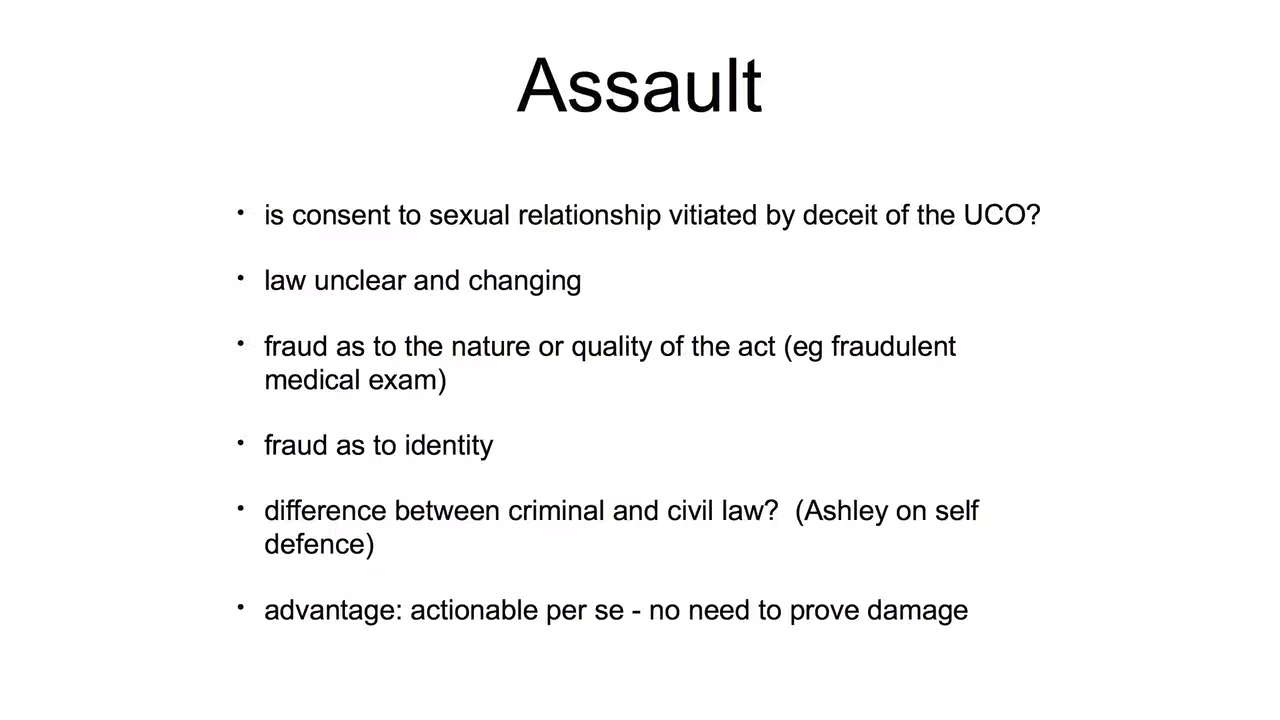 Assault
• is consent to sexual relationship vitiated by deceit of the UCO?
• law unclear and changing
• fraud as to the nature or quality of the act (eg fraudulent
medical exam)
• fraud as to identity
• difference between criminal and civil law?  (Ashley on self
defence)
• advantage: actionable per se - no need to prove damage